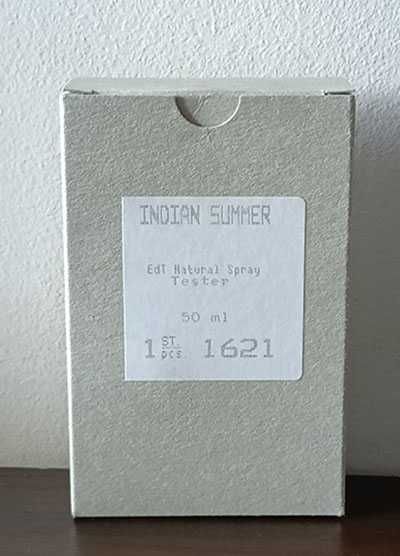 INDIAN SUMMER
EdT Natural Spray
Tester
50 ml
1 ST. pcs. 1621